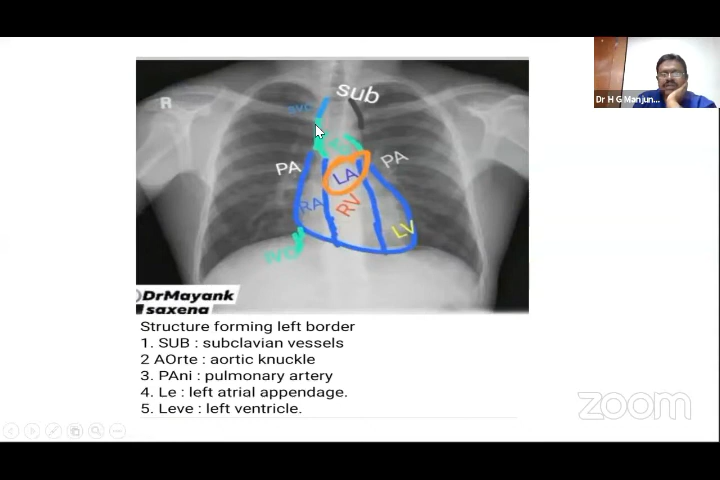 Dr H G Manjun...
R
SVC
sub
PA
PA
LA
RA
RV
LV
IVC
DrMayank
saxena
Structure forming left border
1. SUB : subclavian vessels
2 AOrte : aortic knuckle
3. PAni : pulmonary artery
4. Le : left atrial appendage.
5. Leve : left ventricle.
zoom